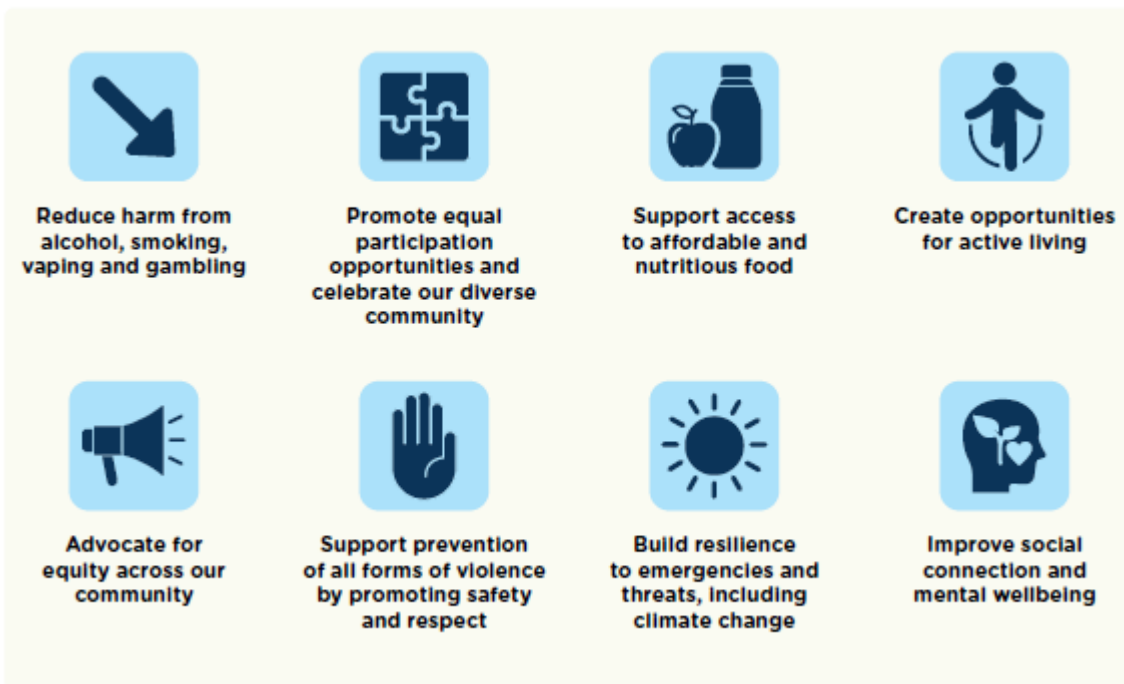 Reduce harm from
alcohol, smoking,
vaping and gambling
Promote equal
participation
opportunities and
celebrate our diverse
community
Support access
to affordable and
nutritious food
Create opportunities
for active living
Advocate for
equity across our
community
Support prevention
of all forms of violence
by promoting safety
and respect
Build resilience
to emergencies and
threats, including
climate change
Improve social
connection and
mental wellbeing